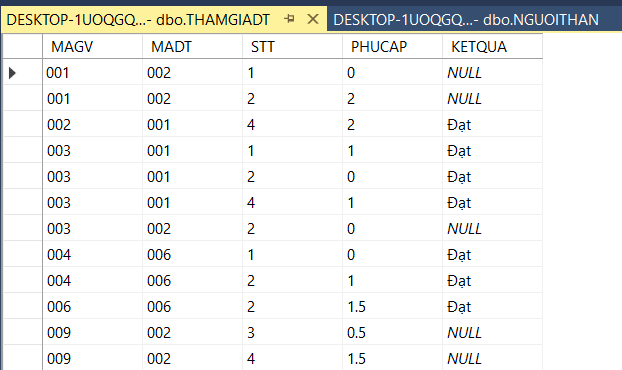 DESKTOP-1UOQGQ...- dbo.THAMGIADT DESKTOP-1UOQGQ...- dbo.NGUOITHAN
MAGV MADT STT PHUCAP KETQUA
001 002 1 0 NULL
001 002 2 2 NULL
002 001 4 2 Đạt
003 001 1 1 Đạt
003 001 2 0 Đạt
003 001 4 1 Đạt
003 002 2 0 NULL
004 006 1 0 Đạt
004 006 2 1 Đạt
006 006 2 1.5 Đạt
009 002 3 0.5 NULL
009 002 4 1.5 NULL